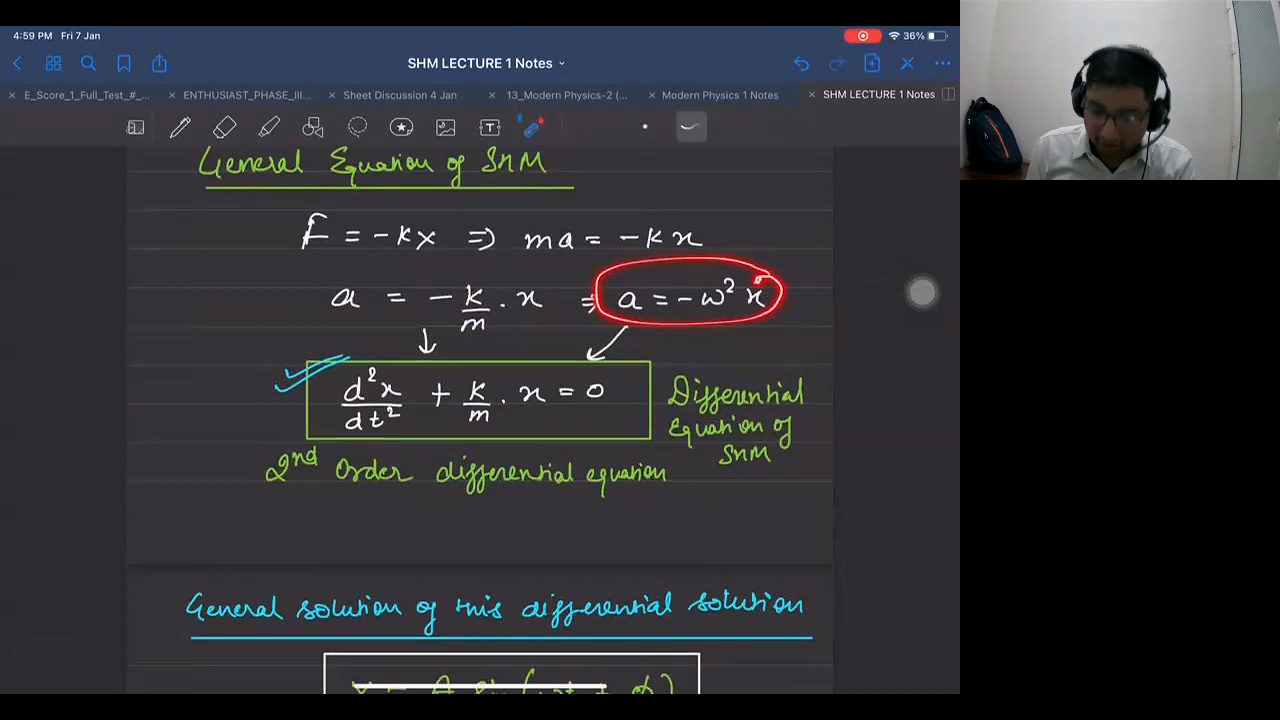 4:59 PM Fri 7 Jan
36%
SHM LECTURE 1 Notes
E_Score_1_Full_Test_#_...
ENTHUSIAST_PHASE_III...
Sheet Discussion 4 Jan
13_Modern Physics-2 (...
Modern Physics 1 Notes
SHM LECTURE 1 Notes
General Equation of SHM
F = -kx ⇒ ma = -kx
a = -k/m . x ⇒ a = -ω² x
d²x/dt² + k/m . x = 0
Differential
Equation of
SHM
2nd Order differential equation
General solution of this differential solution